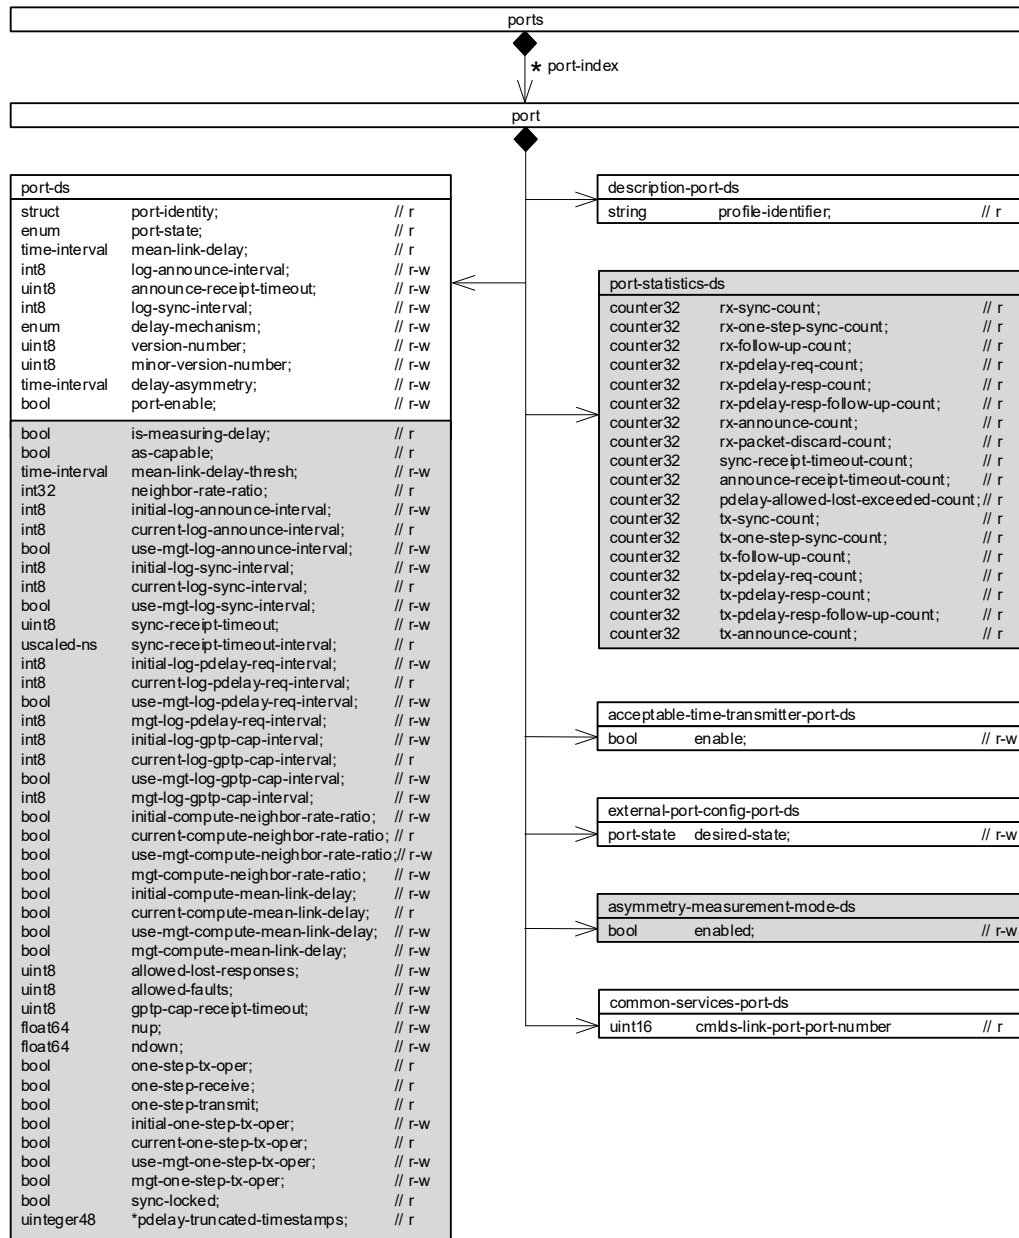 ports
* port-index
port
port-ds
struct port-identity; // r
enum port-state; // r
time-interval mean-link-delay; // r
int8 log-announce-interval; // r-w
uint8 announce-receipt-timeout; // r-w
int8 log-sync-interval; // r-w
enum delay-mechanism; // r-w
uint8 version-number; // r-w
uint8 minor-version-number; // r-w
time-interval delay-asymmetry; // r-w
bool port-enable; // r-w
bool is-measuring-delay; // r
bool as-capable; // r
time-interval mean-link-delay-thresh; // r-w
int32 neighbor-rate-ratio; // r
int8 initial-log-announce-interval; // r-w
int8 current-log-announce-interval; // r
bool use-mgt-log-announce-interval; // r-w
int8 initial-log-sync-interval; // r-w
int8 current-log-sync-interval; // r
bool use-mgt-log-sync-interval; // r-w
uint8 sync-receipt-timeout; // r-w
uscaled-ns sync-receipt-timeout-interval; // r
int8 initial-log-pdelay-req-interval; // r-w
int8 current-log-pdelay-req-interval; // r
bool use-mgt-log-pdelay-req-interval; // r-w
int8 mgt-log-pdelay-req-interval; // r-w
int8 initial-log-gptp-cap-interval; // r-w
int8 current-log-gptp-cap-interval; // r
bool use-mgt-log-gptp-cap-interval; // r-w
int8 mgt-log-gptp-cap-interval; // r-w
bool initial-compute-neighbor-rate-ratio; // r-w
bool current-compute-neighbor-rate-ratio; // r
bool use-mgt-compute-neighbor-rate-ratio; // r-w
bool mgt-compute-neighbor-rate-ratio; // r-w
bool initial-compute-mean-link-delay; // r-w
bool current-compute-mean-link-delay; // r
bool use-mgt-compute-mean-link-delay; // r-w
bool mgt-compute-mean-link-delay; // r-w
uint8 allowed-lost-responses; // r-w
uint8 allowed-faults; // r-w
uint8 gptp-cap-receipt-timeout; // r-w
float64 nup; // r-w
float64 ndown; // r-w
bool one-step-tx-oper; // r
bool one-step-receive; // r
bool one-step-transmit; // r
bool initial-one-step-tx-oper; // r-w
bool current-one-step-tx-oper; // r
bool use-mgt-one-step-tx-oper; // r-w
bool mgt-one-step-tx-oper; // r-w
bool sync-locked; // r
uinteger48 *pdelay-truncated-timestamps; // r
description-port-ds
string profile-identifier; // r
port-statistics-ds
counter32 rx-sync-count; // r
counter32 rx-one-step-sync-count; // r
counter32 rx-follow-up-count; // r
counter32 rx-pdelay-req-count; // r
counter32 rx-pdelay-resp-count; // r
counter32 rx-pdelay-resp-follow-up-count; // r
counter32 rx-announce-count; // r
counter32 rx-packet-discard-count; // r
counter32 sync-receipt-timeout-count; // r
counter32 announce-receipt-timeout-count; // r
counter32 pdelay-allowed-lost-exceeded-count; // r
counter32 tx-sync-count; // r
counter32 tx-one-step-sync-count; // r
counter32 tx-follow-up-count; // r
counter32 tx-pdelay-req-count; // r
counter32 tx-pdelay-resp-count; // r
counter32 tx-pdelay-resp-follow-up-count; // r
counter32 tx-announce-count; // r
acceptable-time-transmitter-port-ds
bool enable; // r-w
external-port-config-port-ds
port-state desired-state; // r-w
asymmetry-measurement-mode-ds
bool enabled; // r-w
common-services-port-ds
uint16 cmlds-link-port-port-number // r